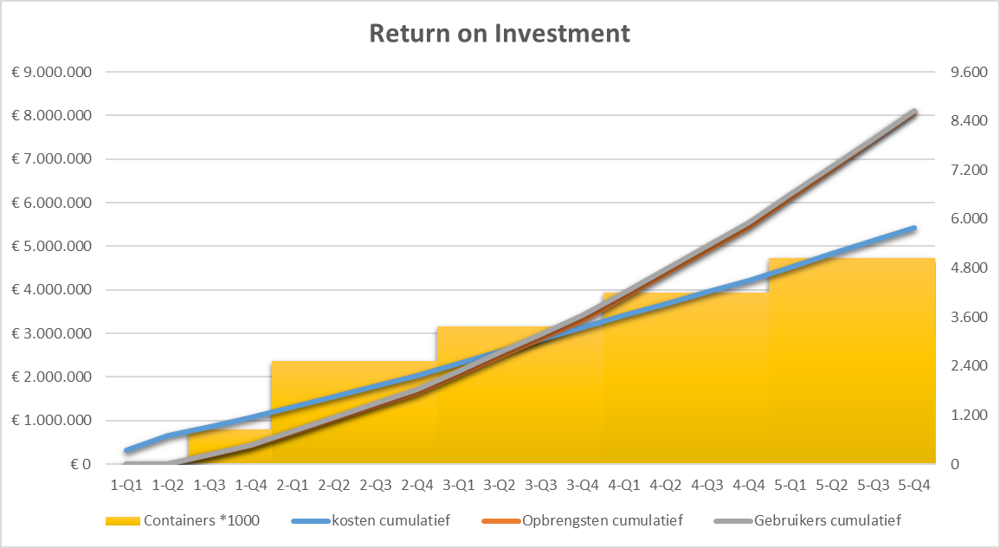 Return on Investment
€ 9.000.000 9.600
€ 8.000.000 8.400
€ 7.000.000 7.200
€ 6.000.000 6.000
€ 5.000.000 4.800
€ 4.000.000 3.600
€ 3.000.000 2.400
€ 2.000.000 1.200
€ 1.000.000
€ 0 0
1-Q1 1-Q2 1-Q3 1-Q4 2-Q1 2-Q2 2-Q3 2-Q4 3-Q1 3-Q2 3-Q3 3-Q4 4-Q1 4-Q2 4-Q3 4-Q4 5-Q1 5-Q2 5-Q3 5-Q4
Containers *1000 kosten cumulatief Opbrengsten cumulatief Gebruikers cumulatief